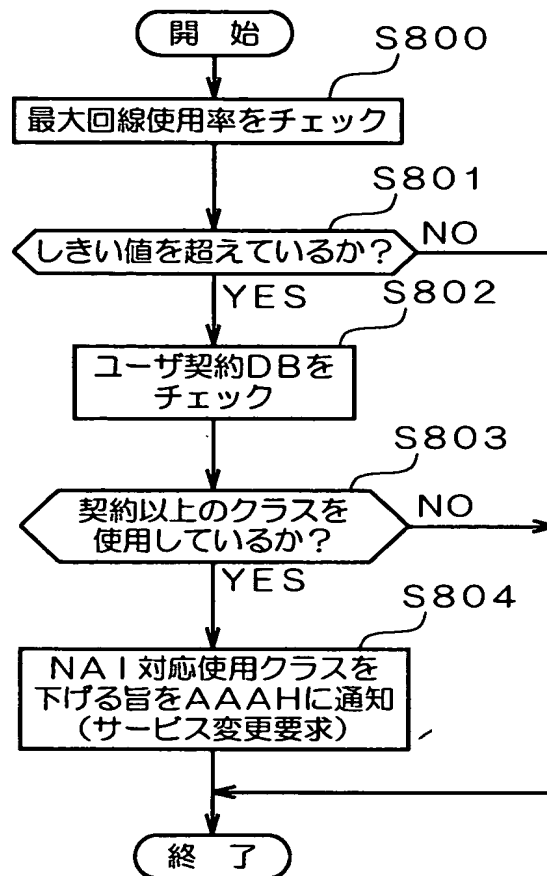 開 始
S800
最大回線使用率をチェック
S801
しきい値を超えているか？
NO
YES
S802
ユーザ契約DBを
チェック
S803
契約以上のクラスを
使用しているか？
NO
YES
S804
NAI対応使用クラスを
下げる旨をAAAHに通知
（サービス変更要求）
終 了